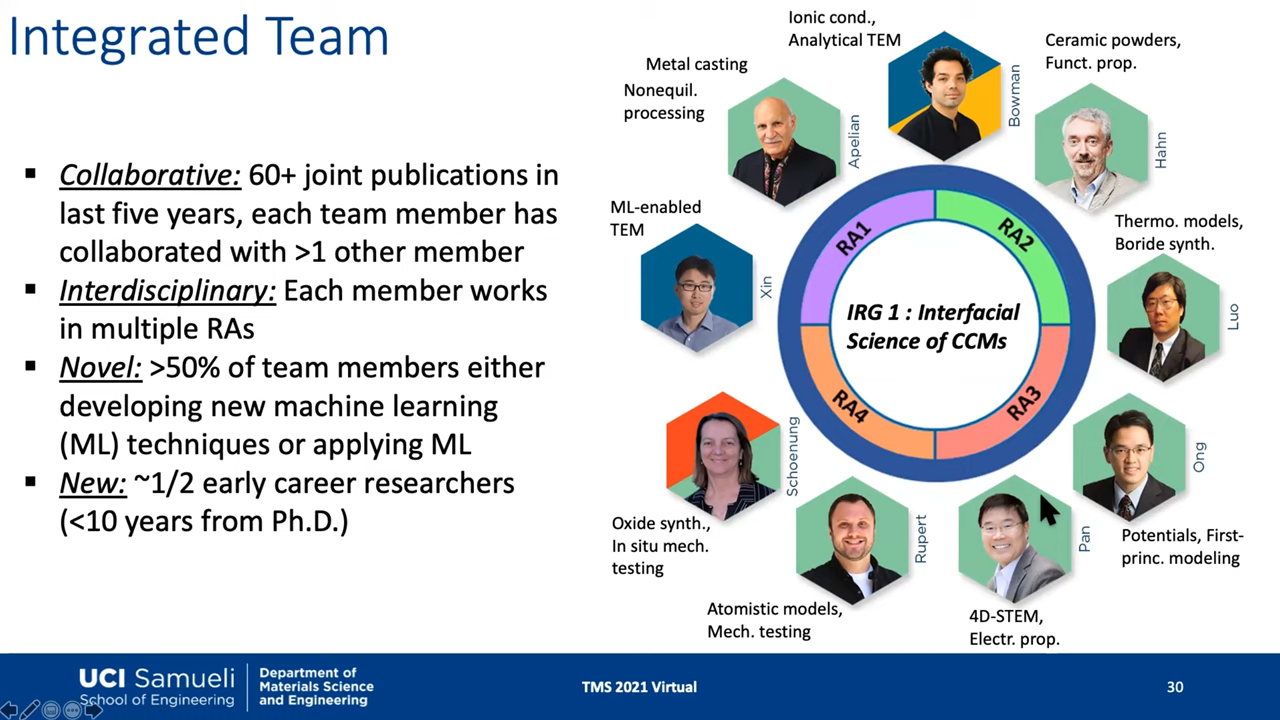 Integrated Team
▪ Collaborative: 60+ joint publications in
last five years, each team member has
collaborated with >1 other member
▪ Interdisciplinary: Each member works
in multiple RAs
▪ Novel: >50% of team members either
developing new machine learning
(ML) techniques or applying ML
▪ New: ~1/2 early career researchers
(<10 years from Ph.D.)
Ionic cond.,
Analytical TEM
Bowman
Ceramic powders,
Funct. prop.
Hahn
Metal casting
Nonequil.
processing
Apelian
ML-enabled
TEM
Xin
Thermo. models,
Boride synth.
Luo
RA1
RA2
IRG 1 : Interfacial
Science of CCMs
RA4
RA3
Schoenung
Oxide synth.,
In situ mech.
testing
Rupert
Atomistic models,
Mech. testing
Pan
4D-STEM,
Electr. prop.
Ong
Potentials, First-
princ. modeling
UCI Samueli
School of Engineering
Department of
Materials Science
and Engineering
TMS 2021 Virtual
30